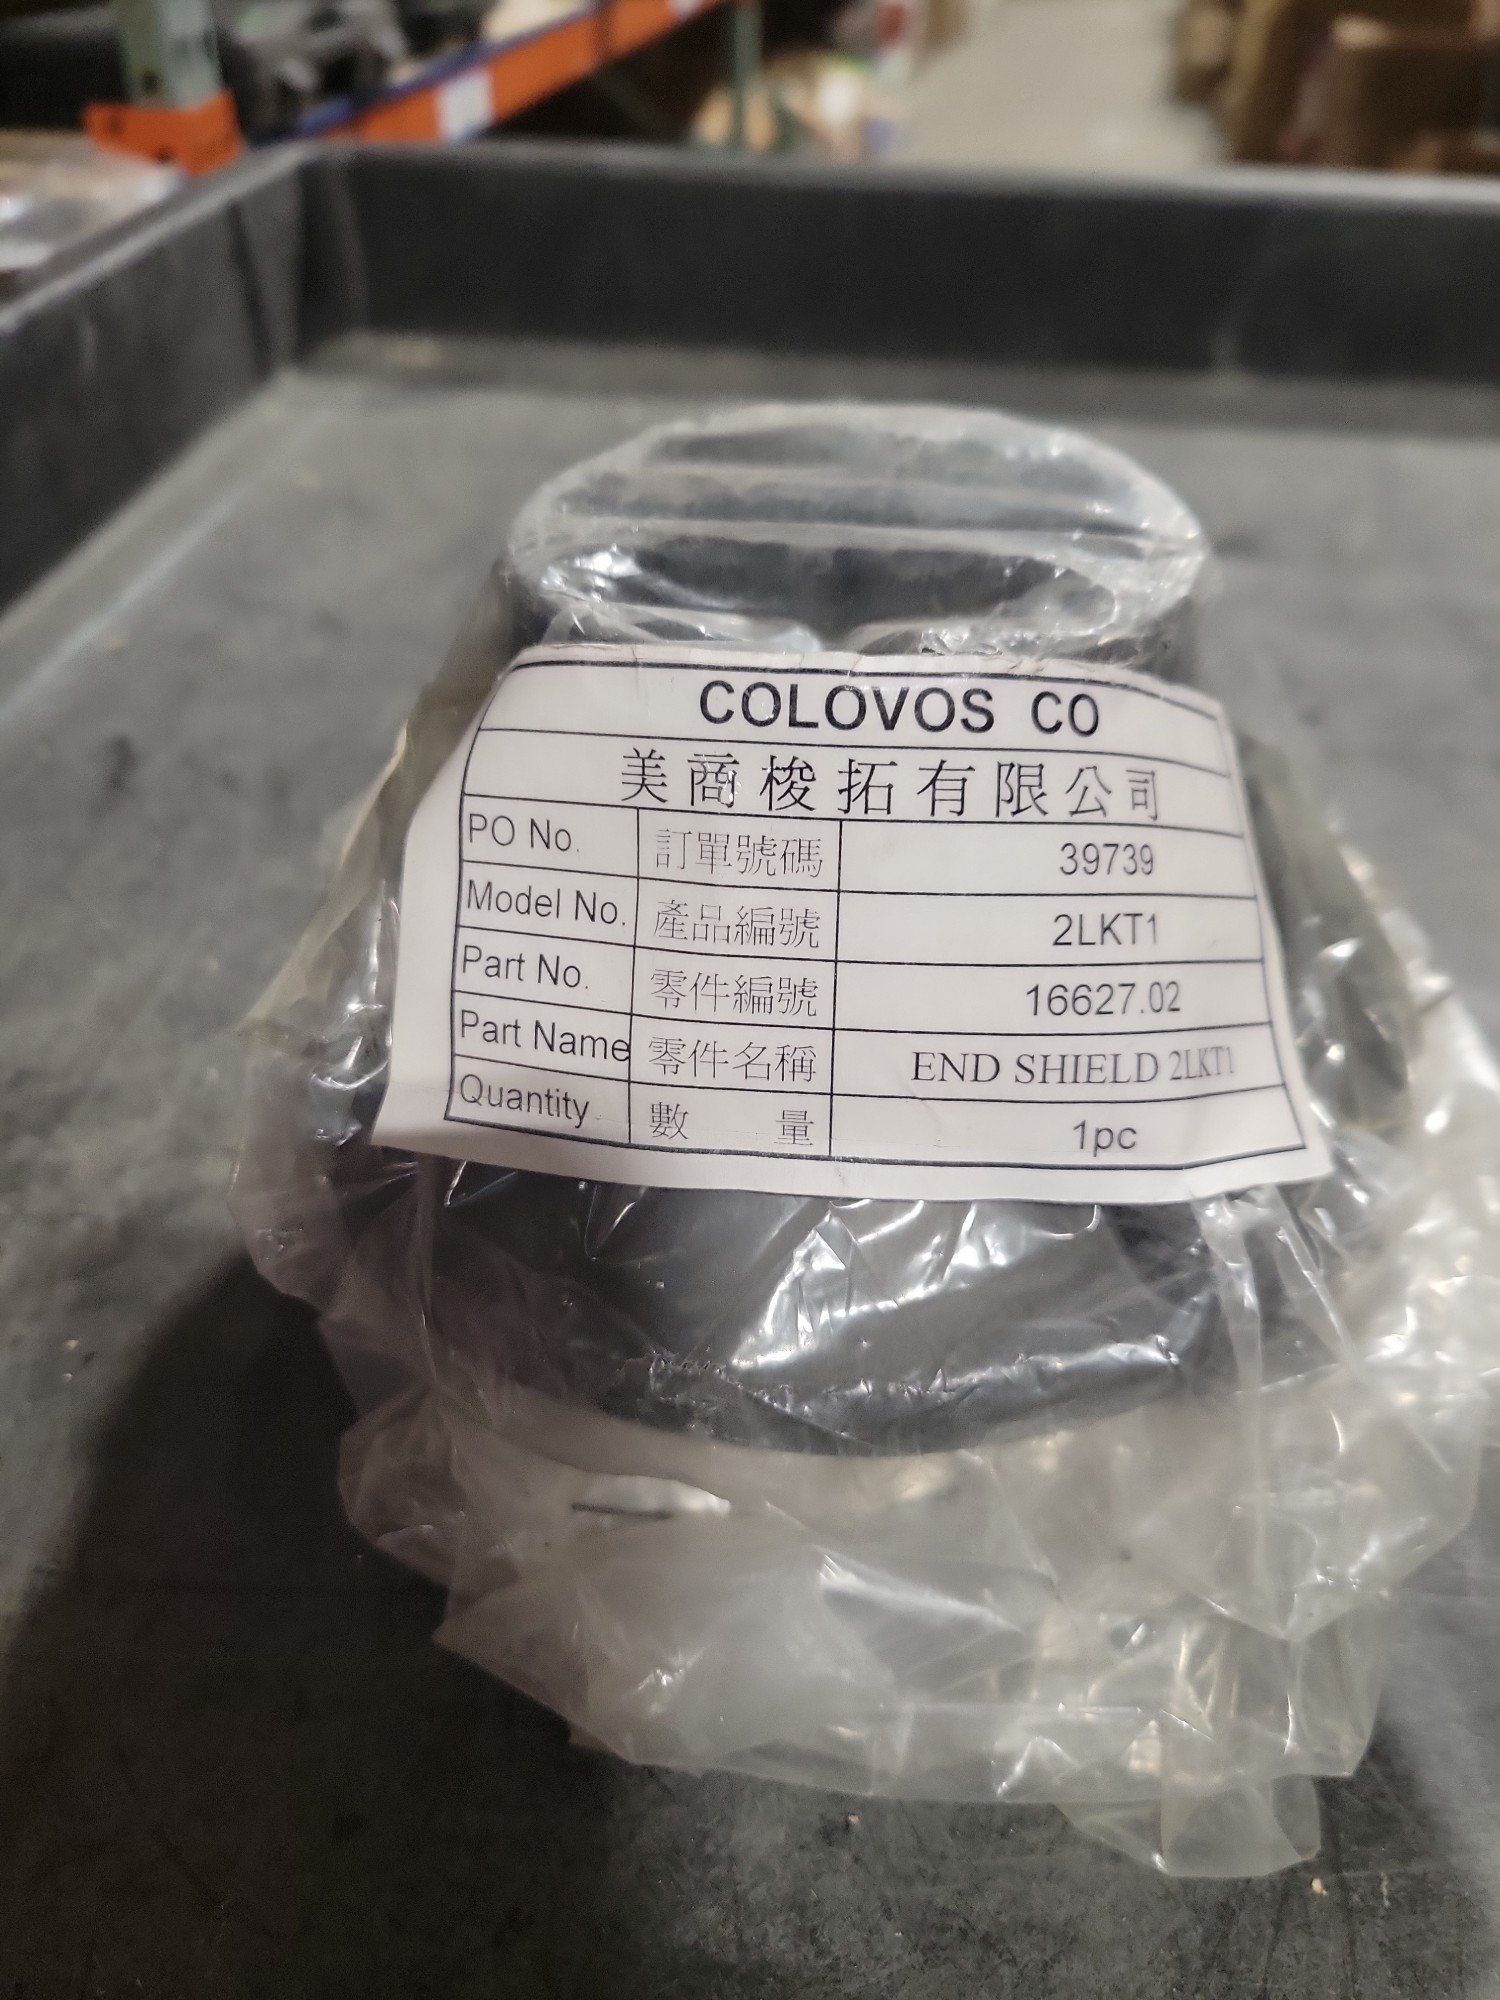 COLOVOS CO
美商梭拓有限公司
PO No. 訂單號碼 39739
Model No. 產品編號 2LKT1
Part No. 零件編號 16627.02
Part Name 零件名稱 END SHIELD 2LKT1
Quantity 數 量 1pc